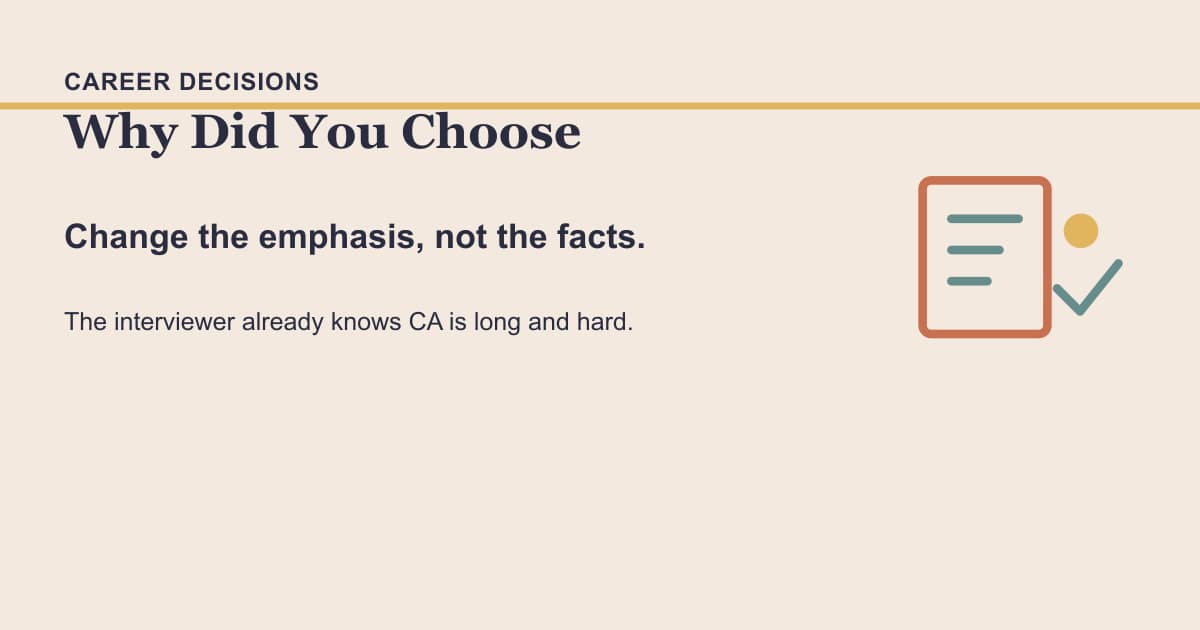 CAREER DECISIONS
Why Did You Choose
Change the emphasis, not the facts.
The interviewer already knows CA is long and hard.